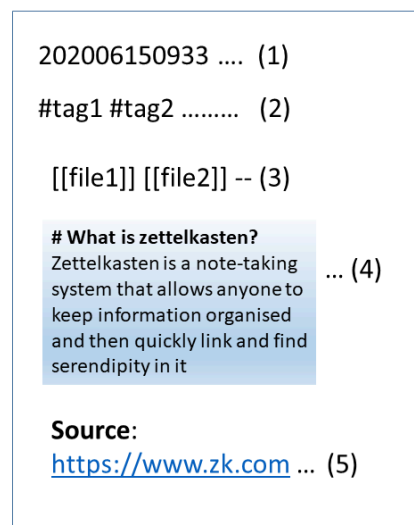 202006150933 .... (1)
#tag1 #tag2 ......... (2)
[[file1]] [[file2]] -- (3)
# What is zettelkasten?
Zettelkasten is a note-taking
system that allows anyone to
keep information organised
and then quickly link and find
serendipity in it
... (4)
Source:
https://www.zk.com ... (5)